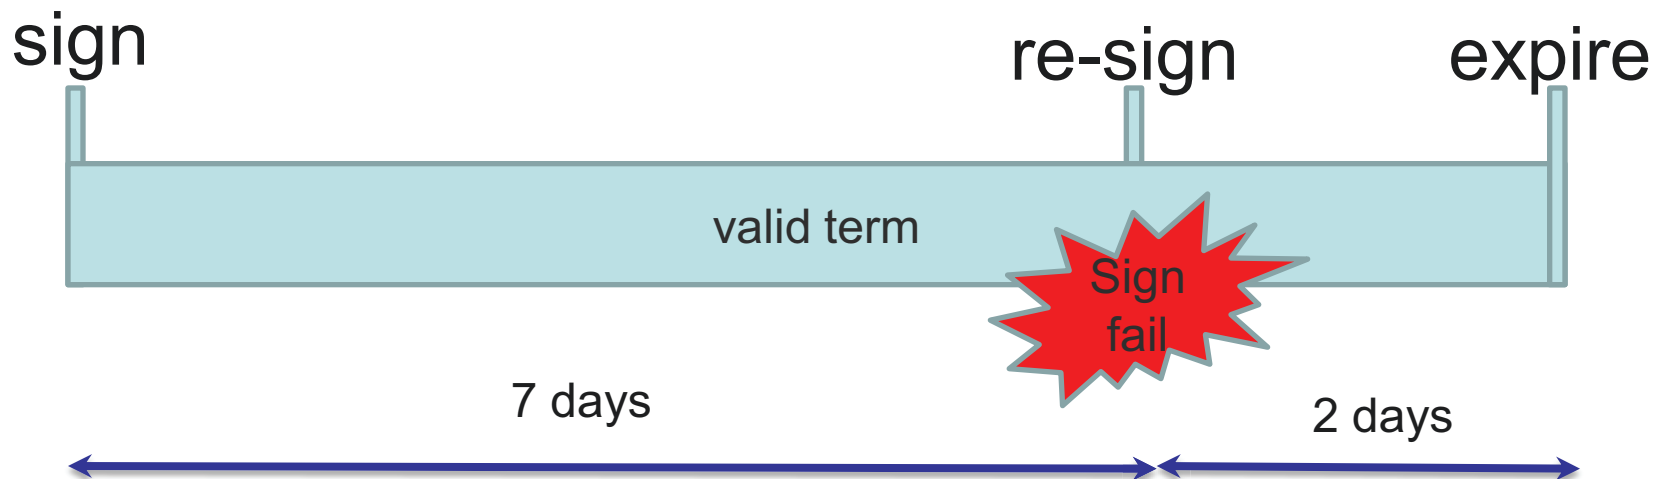 sign
re-sign
expire
valid term
Sign
fail
7 days
2 days